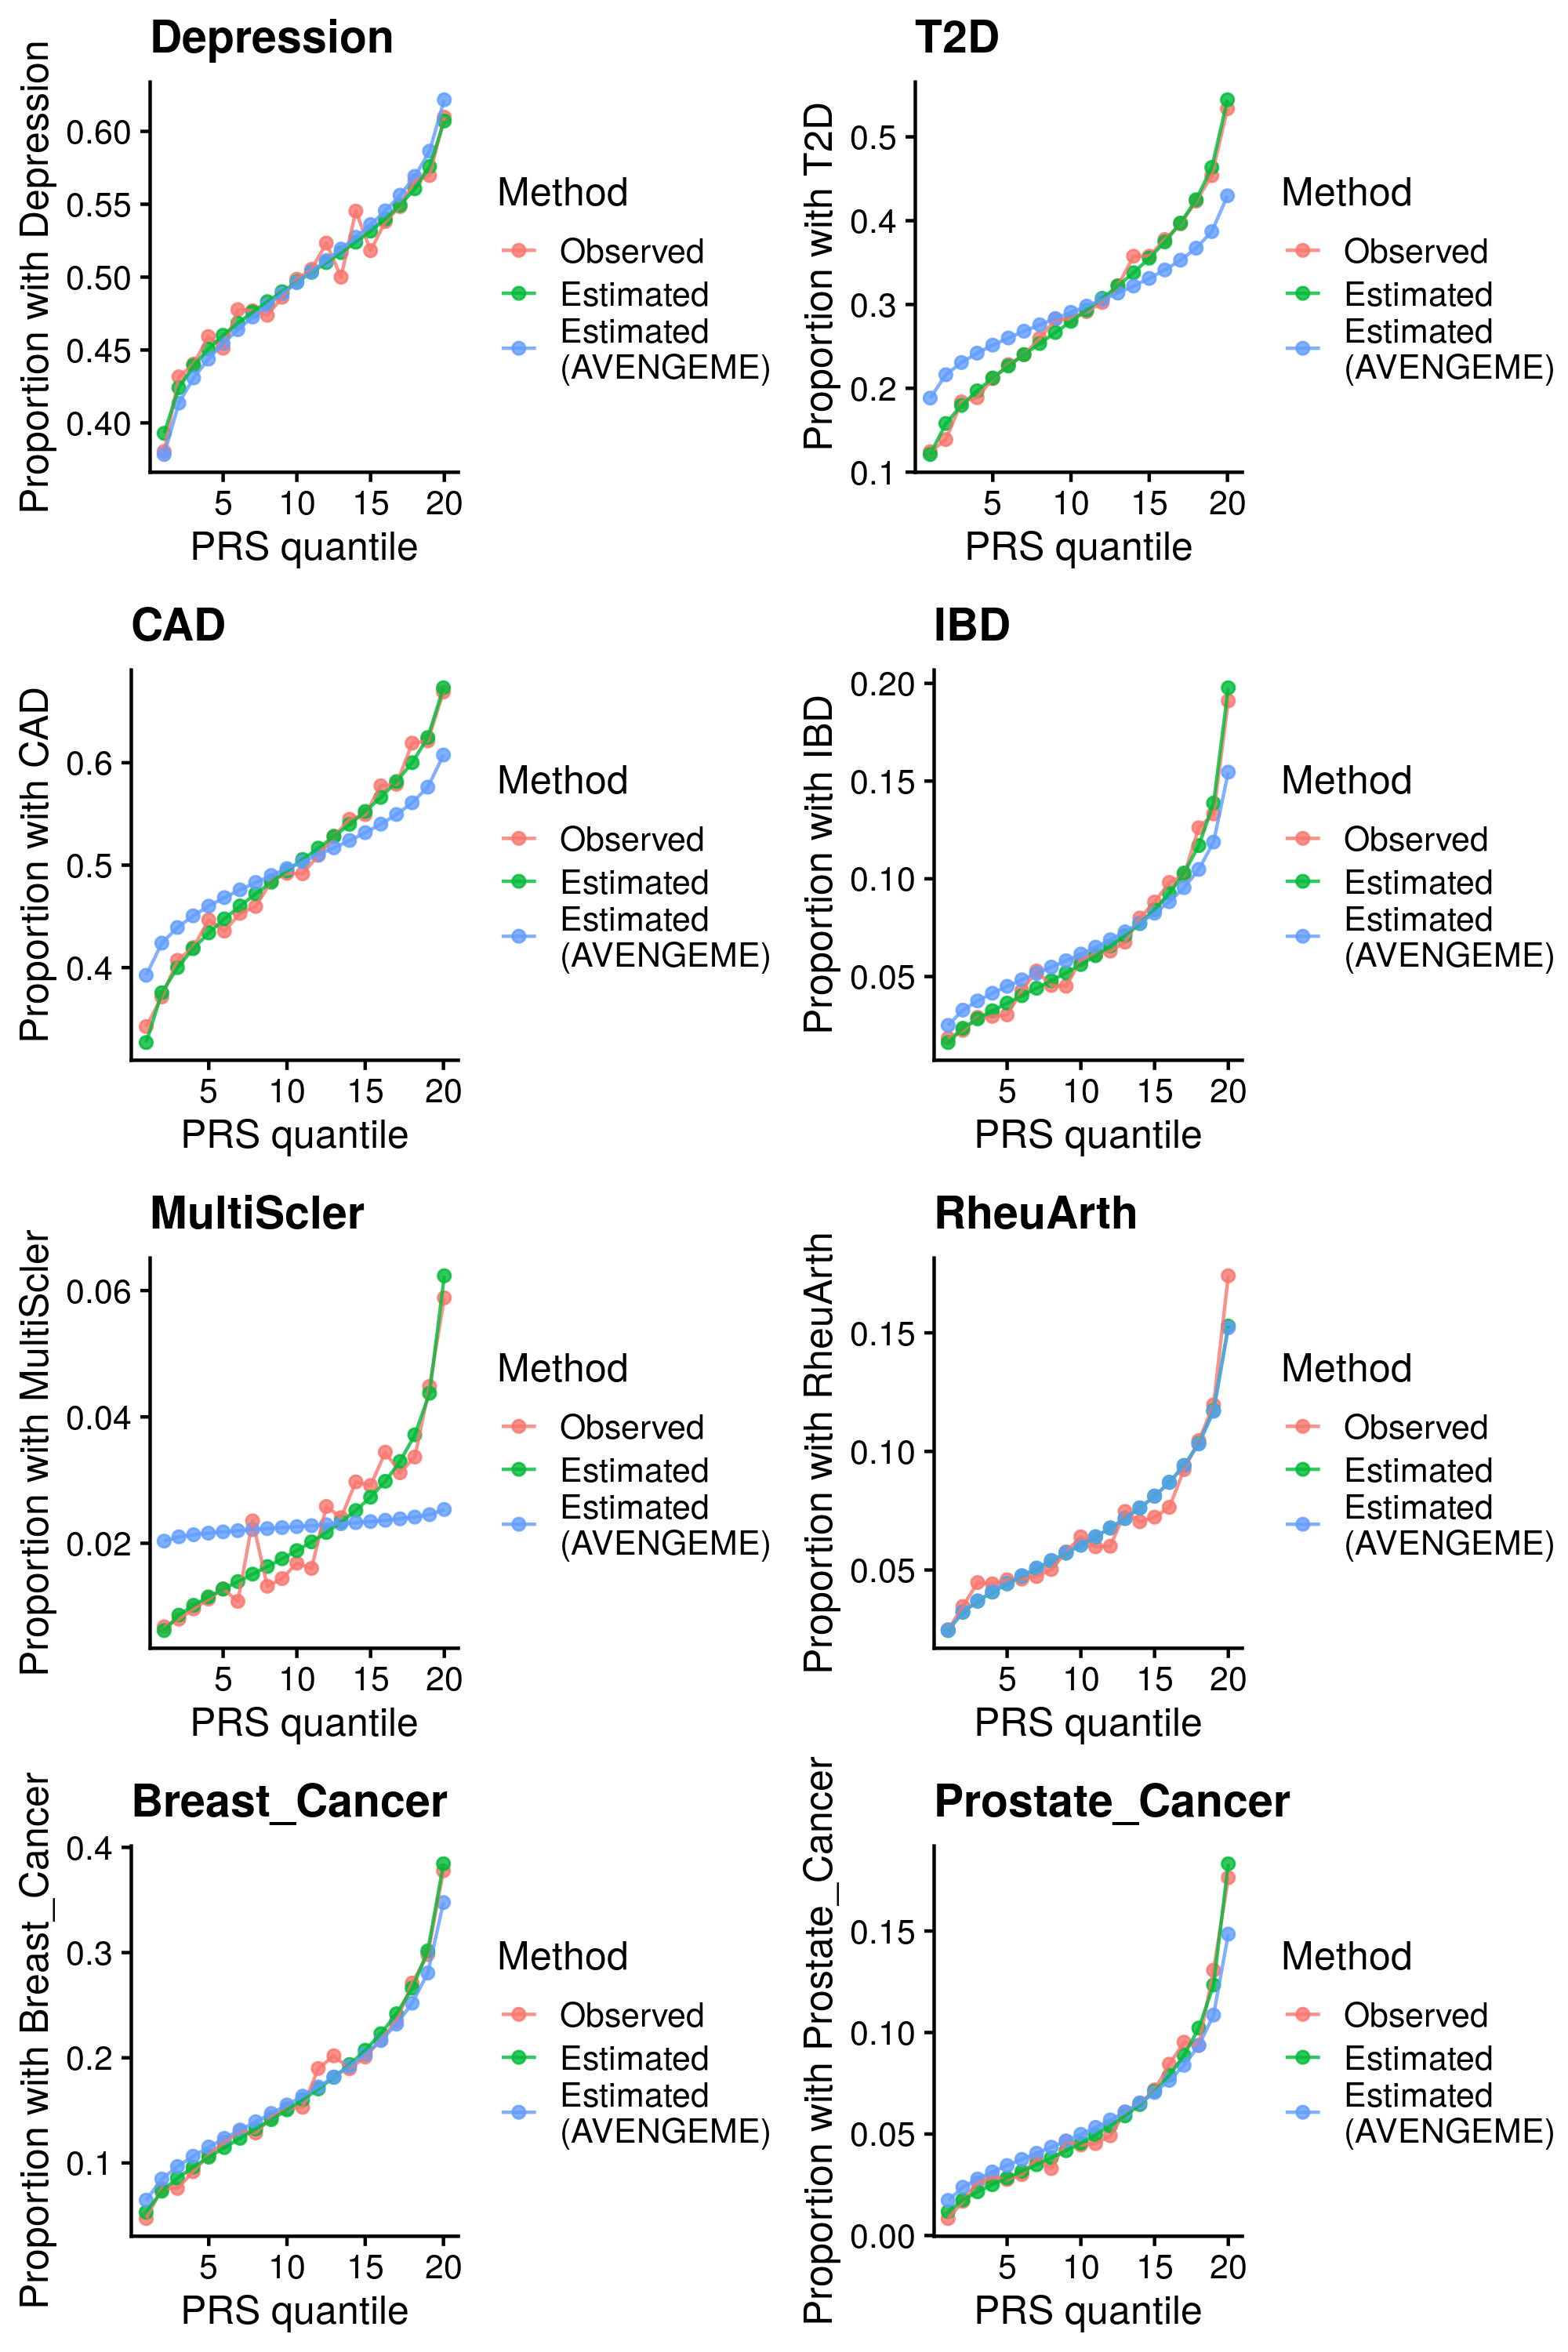 Depression
Proportion with Depression
0.60
0.55
0.50
0.45
0.40
5 10 15 20
PRS quantile
Method
Observed
Estimated
Estimated
(AVENGEME)
T2D
Proportion with T2D
0.5
0.4
0.3
0.2
0.1
5 10 15 20
PRS quantile
Method
Observed
Estimated
Estimated
(AVENGEME)
CAD
Proportion with CAD
0.6
0.5
0.4
5 10 15 20
PRS quantile
Method
Observed
Estimated
Estimated
(AVENGEME)
IBD
Proportion with IBD
0.20
0.15
0.10
0.05
5 10 15 20
PRS quantile
Method
Observed
Estimated
Estimated
(AVENGEME)
MultiScler
Proportion with MultiScler
0.06
0.04
0.02
5 10 15 20
PRS quantile
Method
Observed
Estimated
Estimated
(AVENGEME)
RheuArth
Proportion with RheuArth
0.15
0.10
0.05
5 10 15 20
PRS quantile
Method
Observed
Estimated
Estimated
(AVENGEME)
Breast_Cancer
Proportion with Breast_Cancer
0.4
0.3
0.2
0.1
5 10 15 20
PRS quantile
Method
Observed
Estimated
Estimated
(AVENGEME)
Prostate_Cancer
Proportion with Prostate_Cancer
0.15
0.10
0.05
0.00
5 10 15 20
PRS quantile
Method
Observed
Estimated
Estimated
(AVENGEME)